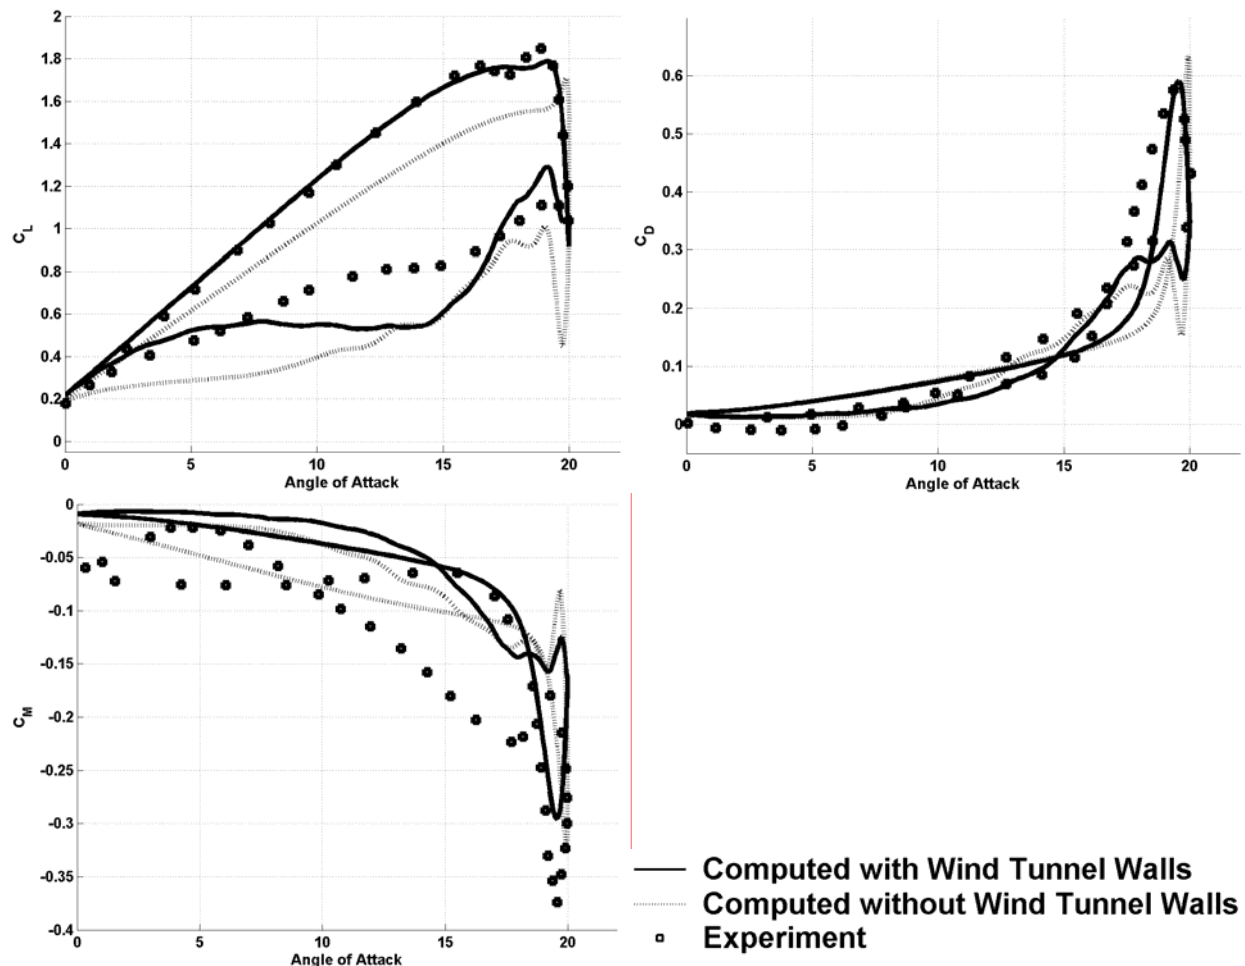 2
1.8
1.6
1.4
1.2
1
0.8
0.6
0.4
0.2
0
C_L
0 5 10 15 20
Angle of Attack
0.6
0.5
0.4
0.3
0.2
0.1
0
C_D
0 5 10 15 20
Angle of Attack
0
-0.05
-0.1
-0.15
-0.2
-0.25
-0.3
-0.35
-0.4
C_M
0 5 10 15 20
Angle of Attack
Computed with Wind Tunnel Walls
Computed without Wind Tunnel Walls
Experiment